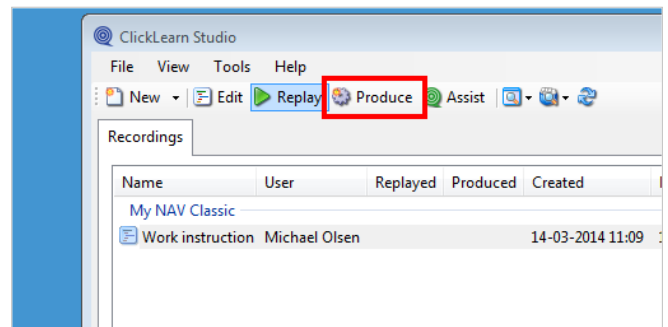 ClickLearn Studio
File View Tools Help
New Edit Replay Produce Assist
Recordings
Name User Replayed Produced Created
My NAV Classic
Work instruction Michael Olsen 14-03-2014 11:09